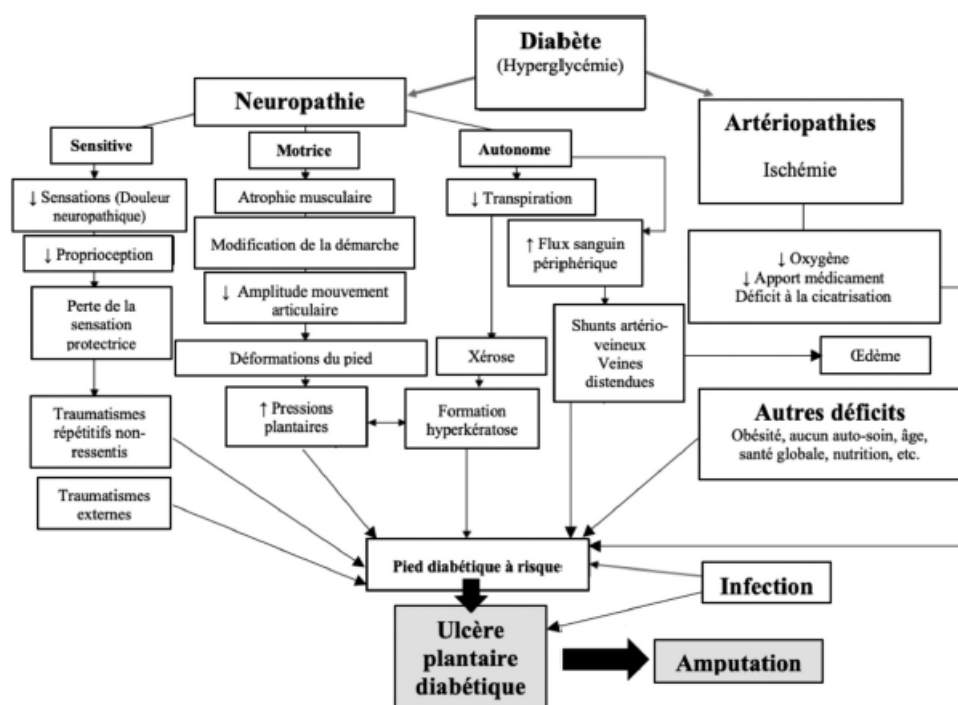 Diabète
(Hyperglycémie)
Neuropathie
Artériopathies
Ischémie
Sensitive
Motrice
Autonome
↓ Sensations (Douleur
neuropathique)
Atrophie musculaire
↓ Transpiration
↓ Proprioception
Modification de la démarche
↑ Flux sanguin
périphérique
↓ Oxygène
↓ Apport médicament
Déficit à la cicatrisation
↓ Amplitude mouvement
articulaire
Perte de la
sensation
protectrice
Déformations du pied
Xérose
Shunts artério-
veineux
Veines
distendues
Œdème
Traumatismes
répétitifs non-
ressentis
↑ Pressions
plantaires
Formation
hyperkératose
Autres déficits
Obésité, aucun auto-soin, âge,
santé globale, nutrition, etc.
Traumatismes
externes
Pied diabétique à risque
Infection
Ulcère
plantaire
diabétique
Amputation